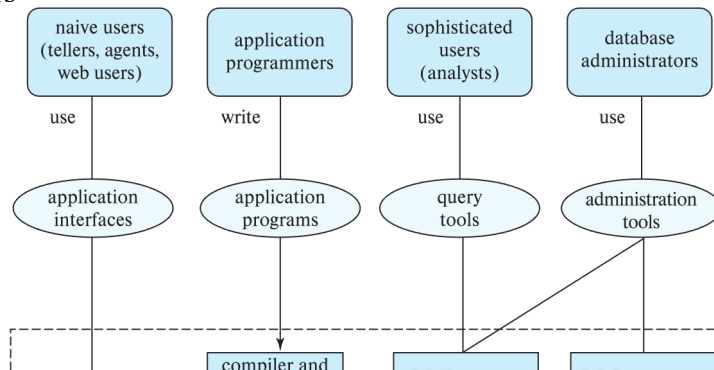 naive users
(tellers, agents,
web users)
application
programmers
sophisticated
users
(analysts)
database
administrators
use
write
use
use
application
interfaces
application
programs
query
tools
administration
tools
compiler and